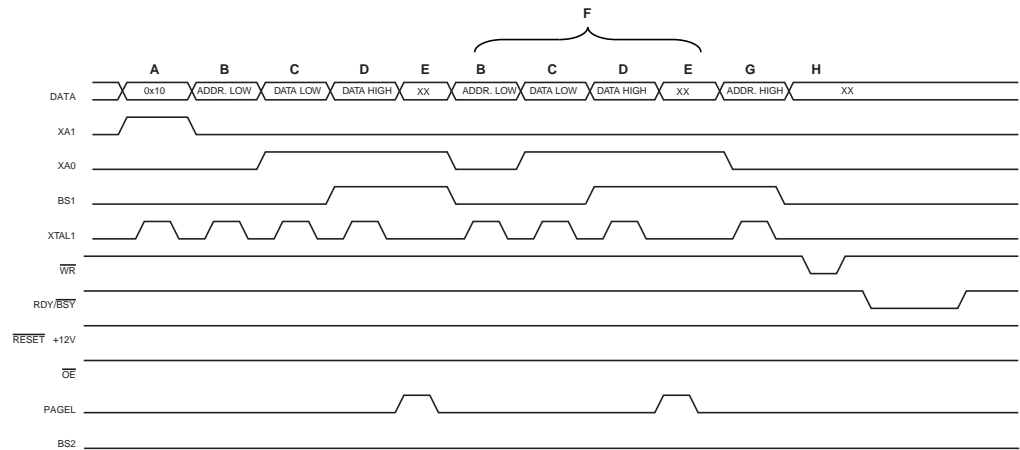 F
A B C D E B C D E G H
DATA 0x10 ADDR. LOW DATA LOW DATA HIGH XX ADDR. LOW DATA LOW DATA HIGH XX ADDR. HIGH XX
XA1
XA0
BS1
XTAL1
WR
RDY/BSY
RESET +12V
OE
PAGEL
BS2